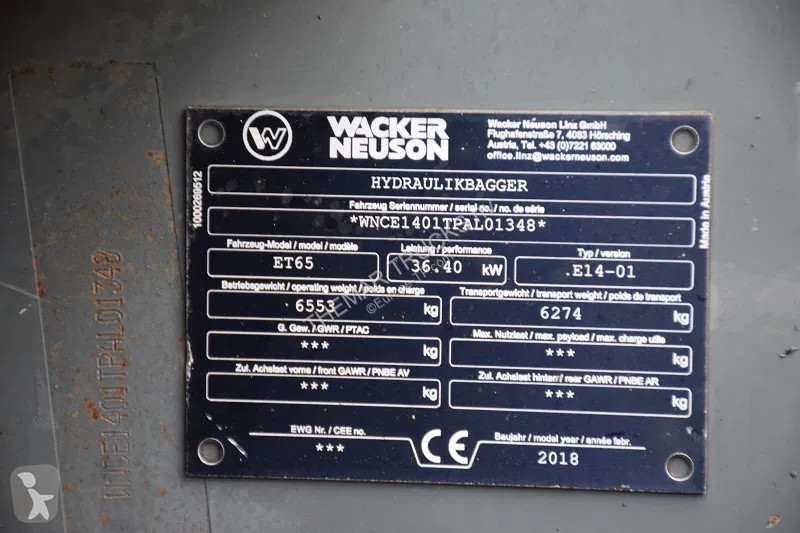 W
WACKER
NEUSON
Wacker Neuson Linz GmbH
Flughafenstraße 7, 4063 Hörsching
Austria, Tel. +43 (0)7221 63000
office.linz@wackerneuson.com
1000269512
HYDRAULIKBAGGER
Made in Austria
Fahrzeug Seriennummer / serial no. / no. de série
*WNCE1401TPAL01348*
Fahrzeug-Model / model / modèle
Leistung / performance
Typ / version
ET65
36.40 kW
.E14-01
Betriebsgewicht / operating weight / poids en charge
Transportgewicht / transport weight / poids de transport
6553 kg
6274 kg
G. Gew. / GWR / PTAC
Max. Nutzlast / max. payload / max. charge utile
*** kg
*** kg
Zul. Achslast vorne / front GAWR / PNBE AV
Zul. Achslast hinten / rear GAWR / PNBE AR
*** kg
*** kg
EWG Nr. / CEE no.
***
CE
Baujahr / model year / année fabr.
2018
WNCE1401TPAL01348
THEMAR TRUCKS